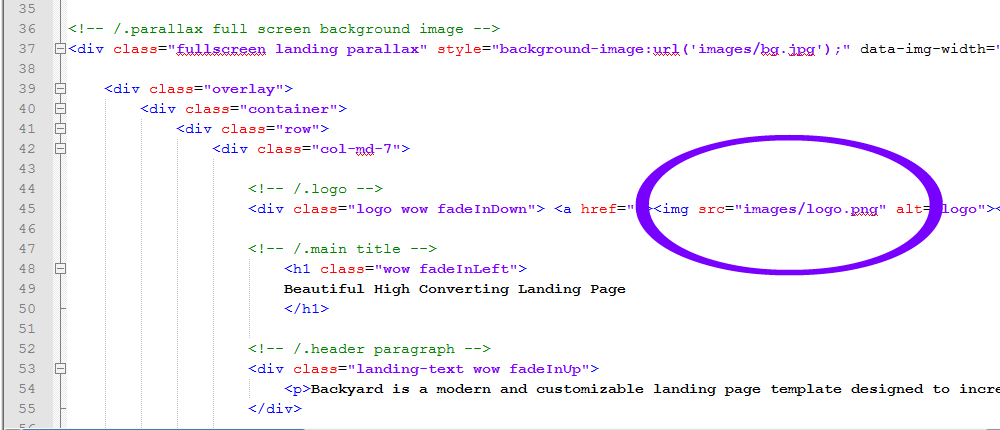 35
36 <!-- /.parallax full screen background image -->
37 <div class="fullscreen landing parallax" style="background-image:url('images/bg.jpg');" data-img-width="
38
39 <div class="overlay">
40 <div class="container">
41 <div class="row">
42 <div class="col-md-7">
43
44 <!-- /.logo -->
45 <div class="logo wow fadeInDown"> <a href=" ><img src="images/logo.png" alt= logo"><
46
47 <!-- /.main title -->
48 <h1 class="wow fadeInLeft">
49 Beautiful High Converting Landing Page
50 </h1>
51
52 <!-- /.header paragraph -->
53 <div class="landing-text wow fadeInUp">
54 <p>Backyard is a modern and customizable landing page template designed to incre
55 </div>